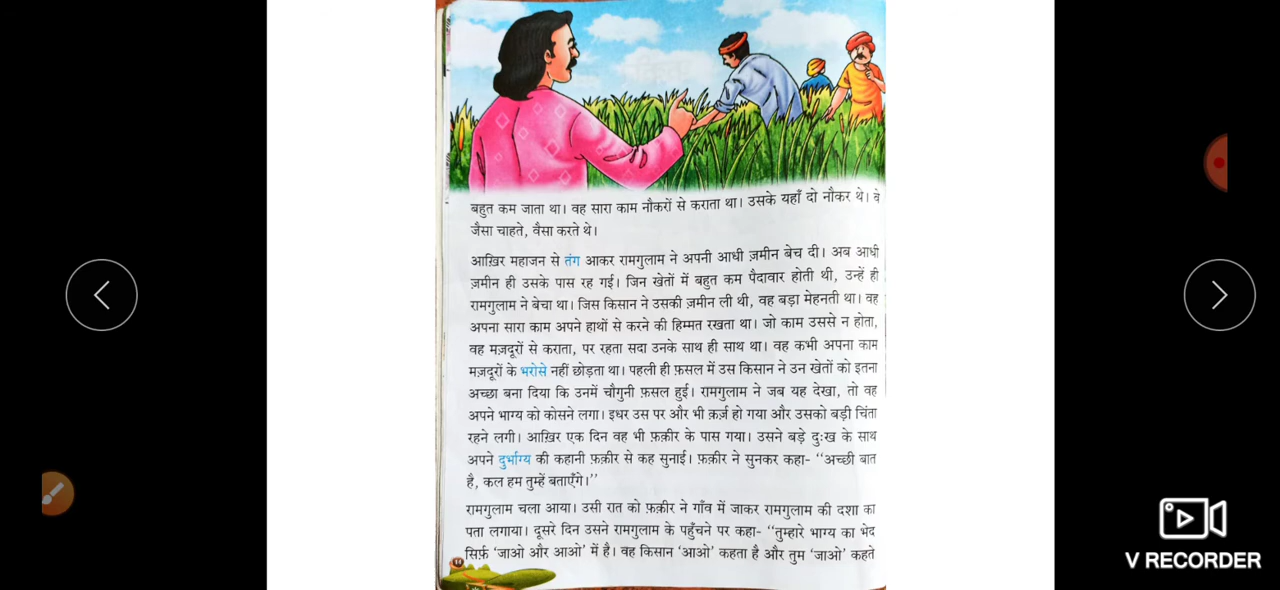 बहुत कम जाता था। वह सारा काम नौकरों से कराता था। उसके यहाँ दो नौकर थे। वे
जैसा चाहते, वैसा करते थे।
आख़िर महाजन से तंग आकर रामगुलाम ने अपनी आधी ज़मीन बेच दी। अब आधी
ज़मीन ही उसके पास रह गई। जिन खेतों में बहुत कम पैदावार होती थी, उन्हें ही
रामगुलाम ने बेचा था। जिस किसान ने उसकी ज़मीन ली थी, वह बड़ा मेहनती था। वह
अपना सारा काम अपने हाथों से करने की हिम्मत रखता था। जो काम उससे न होता,
वह मज़दूरों से कराता, पर रहता सदा उनके साथ ही साथ था। वह कभी अपना काम
मज़दूरों के भरोसे नहीं छोड़ता था। पहली ही फ़सल में उस किसान ने उन खेतों को इतना
अच्छा बना दिया कि उनमें चौगुनी फ़सल हुई। रामगुलाम ने जब यह देखा, तो वह
अपने भाग्य को कोसने लगा। इधर उस पर और भी क़र्ज़ हो गया और उसको बड़ी चिंता
रहने लगी। आख़िर एक दिन वह भी फ़क़ीर के पास गया। उसने बड़े दुःख के साथ
अपने दुर्भाग्य की कहानी फ़क़ीर से कह सुनाई। फ़क़ीर ने सुनकर कहा- ‘‘अच्छी बात
है, कल हम तुम्हें बताएँगे।’’
रामगुलाम चला आया। उसी रात को फ़क़ीर ने गाँव में जाकर रामगुलाम की दशा का
पता लगाया। दूसरे दिन उसने रामगुलाम के पहुँचने पर कहा- ‘‘तुम्हारे भाग्य का भेद
सिर्फ़ ‘जाओ और आओ’ में है। वह किसान ‘आओ’ कहता है और तुम ‘जाओ’ कहते
14
V RECORDER